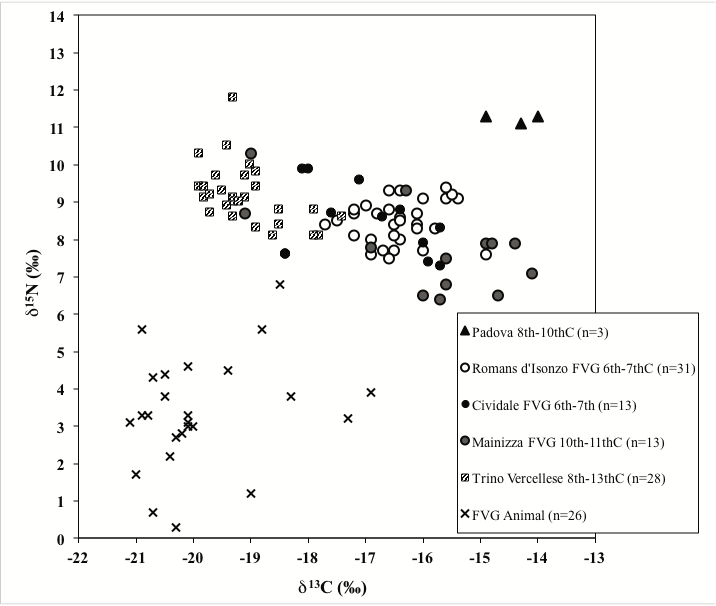 14
13
12
11
10
9
8
7
6
5
4
3
2
1
0
δ15N (‰)
-22 -21 -20 -19 -18 -17 -16 -15 -14 -13
δ13C (‰)
Padova 8th-10thC (n=3)
Romans d'Isonzo FVG 6th-7thC (n=31)
Cividale FVG 6th-7th (n=13)
Mainizza FVG 10th-11thC (n=13)
Trino Vercellese 8th-13thC (n=28)
FVG Animal (n=26)